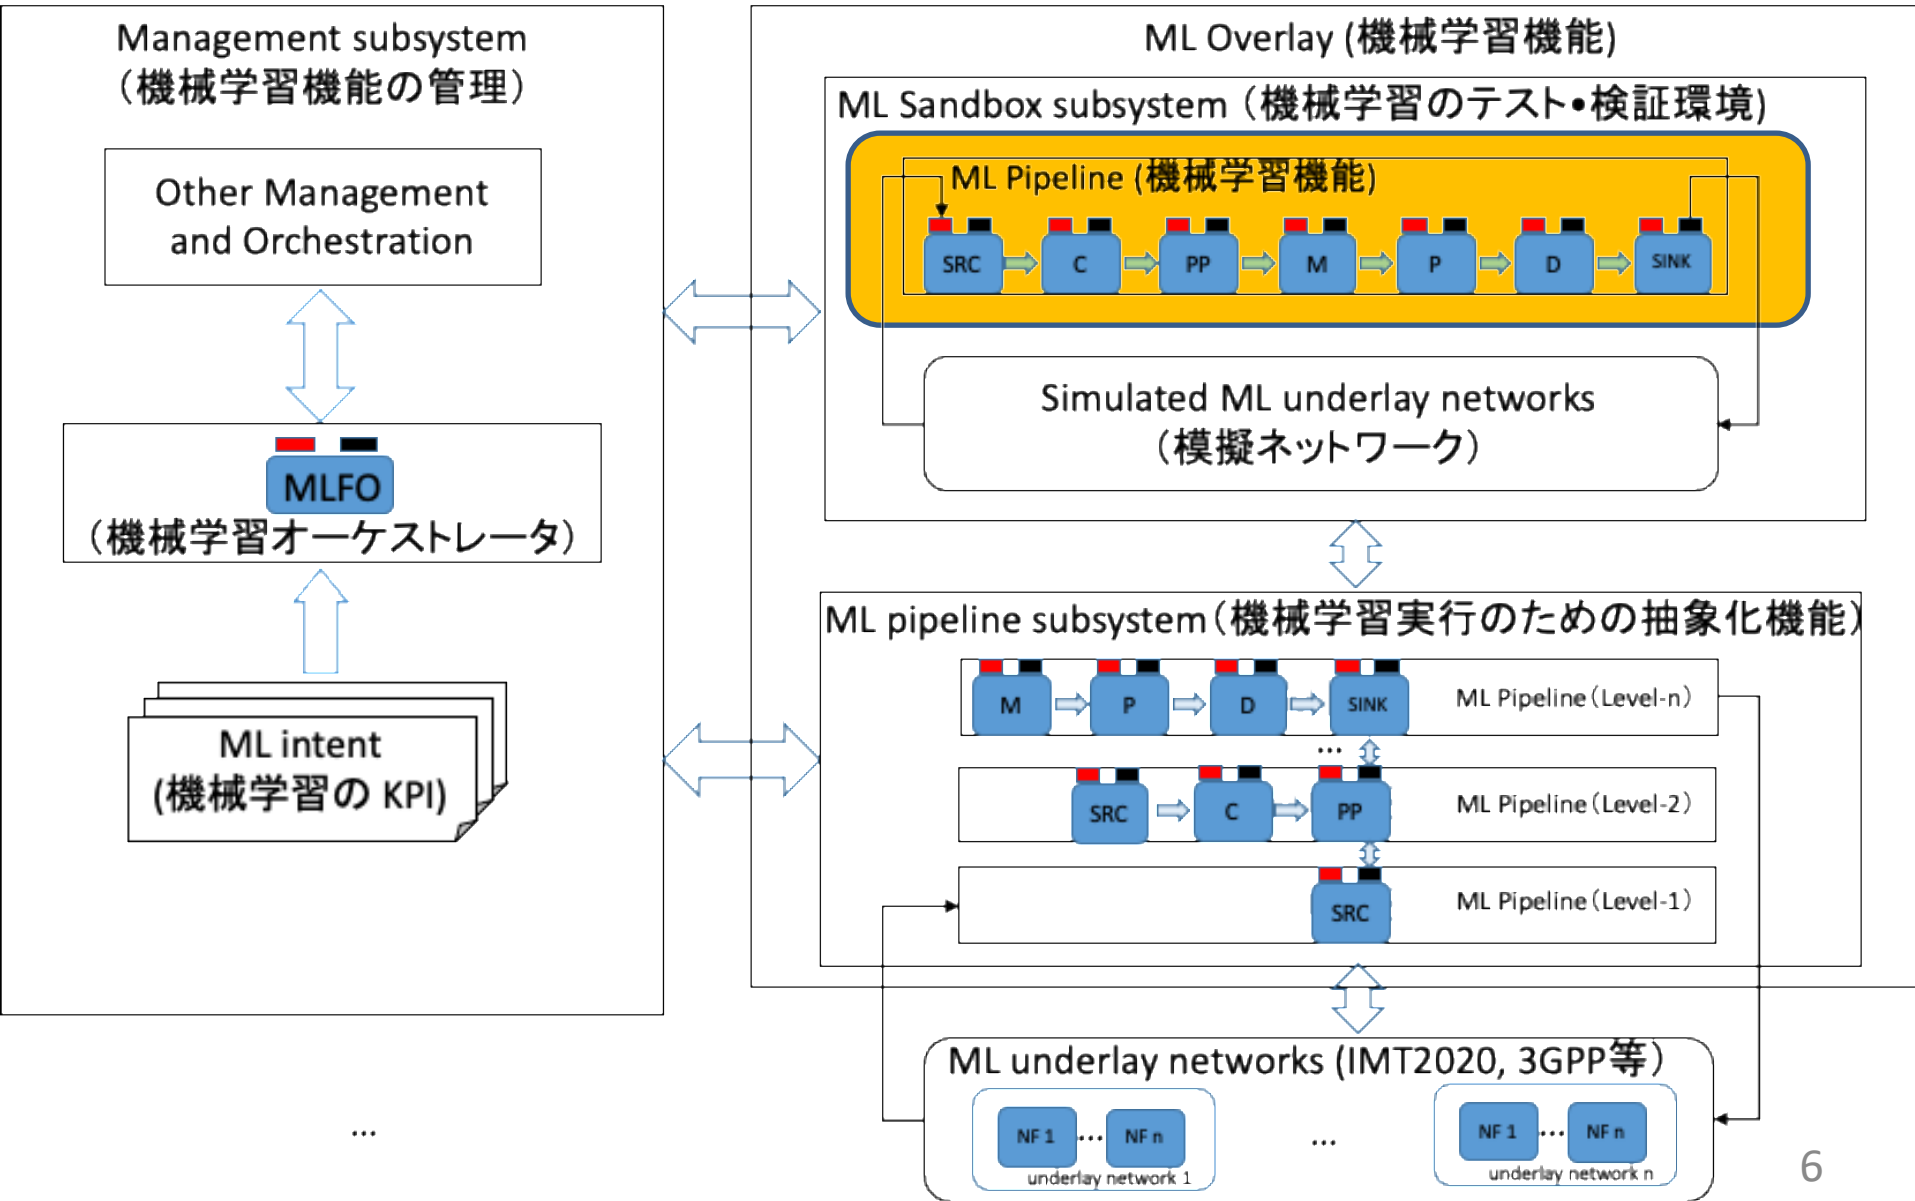 Management subsystem
（機械学習機能の管理）
Other Management
and Orchestration
MLFO
（機械学習オーケストレータ）
ML intent
(機械学習の KPI)
...
ML Overlay (機械学習機能)
ML Sandbox subsystem （機械学習のテスト・検証環境)
ML Pipeline (機械学習機能)
SRC C PP M P D SINK
Simulated ML underlay networks
（模擬ネットワーク）
ML pipeline subsystem（機械学習実行のための抽象化機能）
M P D SINK ML Pipeline（Level-n）
...
SRC C PP ML Pipeline（Level-2）
SRC ML Pipeline（Level-1）
ML underlay networks (IMT2020, 3GPP等）
NF 1 ... NF n
underlay network 1
...
NF 1 ... NF n
underlay network n
6